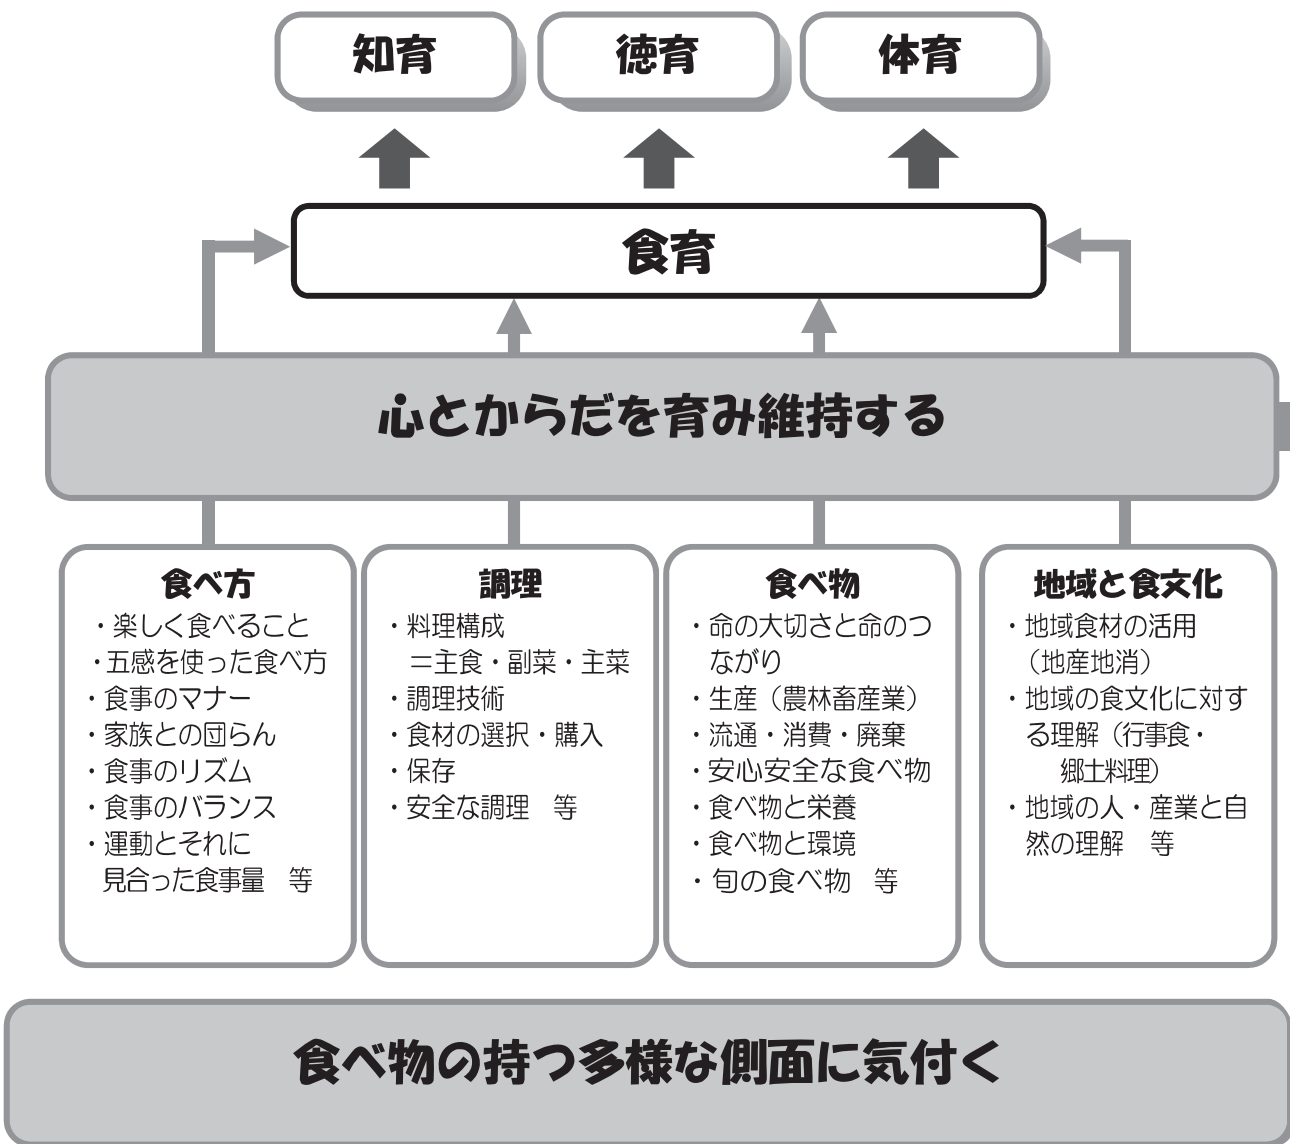 知育
徳育
体育
食育
心とからだを育み維持する
食べ方
・楽しく食べること
・五感を使った食べ方
・食事のマナー
・家族との団らん
・食事のリズム
・食事のバランス
・運動とそれに
見合った食事量　等
調理
・料理構成
＝主食・副菜・主菜
・調理技術
・食材の選択・購入
・保存
・安全な調理　等
食べ物
・命の大切さと命のつ
ながり
・生産（農林畜産業）
・流通・消費・廃棄
・安心安全な食べ物
・食べ物と栄養
・食べ物と環境
・旬の食べ物　等
地域と食文化
・地域食材の活用
（地産地消）
・地域の食文化に対す
る理解（行事食・
郷土料理）
・地域の人・産業と自
然の理解　等
食べ物の持つ多様な側面に気付く